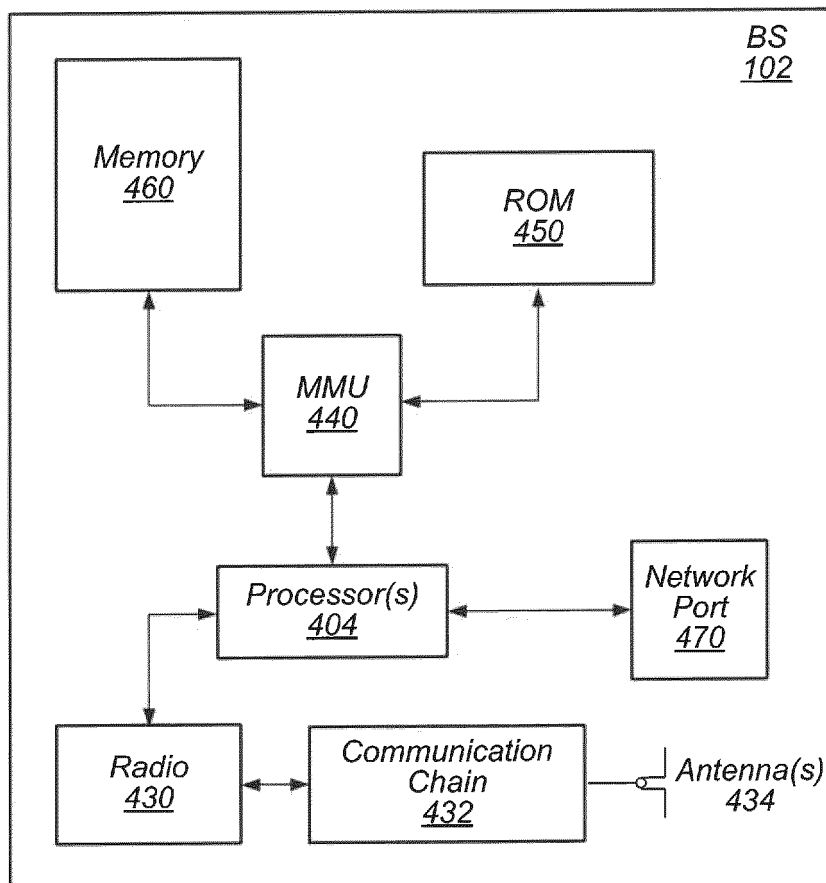 BS
102
Memory
460
ROM
450
MMU
440
Processor(s)
404
Network
Port
470
Radio
430
Communication
Chain
432
Antenna(s)
434